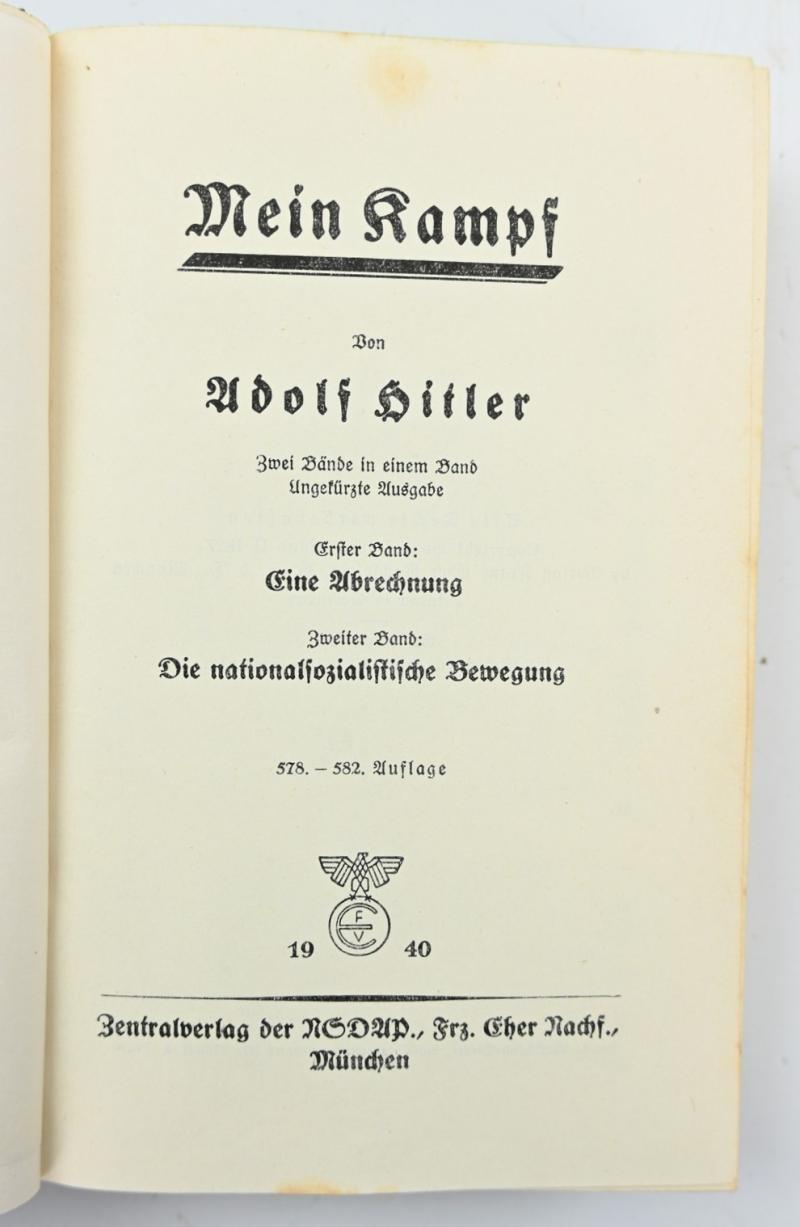 Mein Kampf
Von
Adolf Hitler
Zwei Bände in einem Band
Ungekürzte Ausgabe
Erster Band:
Eine Abrechnung
Zweiter Band:
Die nationalsozialistische Bewegung
578. – 582. Auflage
F
E
V
19 40
Zentralverlag der NSDAP., Frz. Eher Nachf.,
München